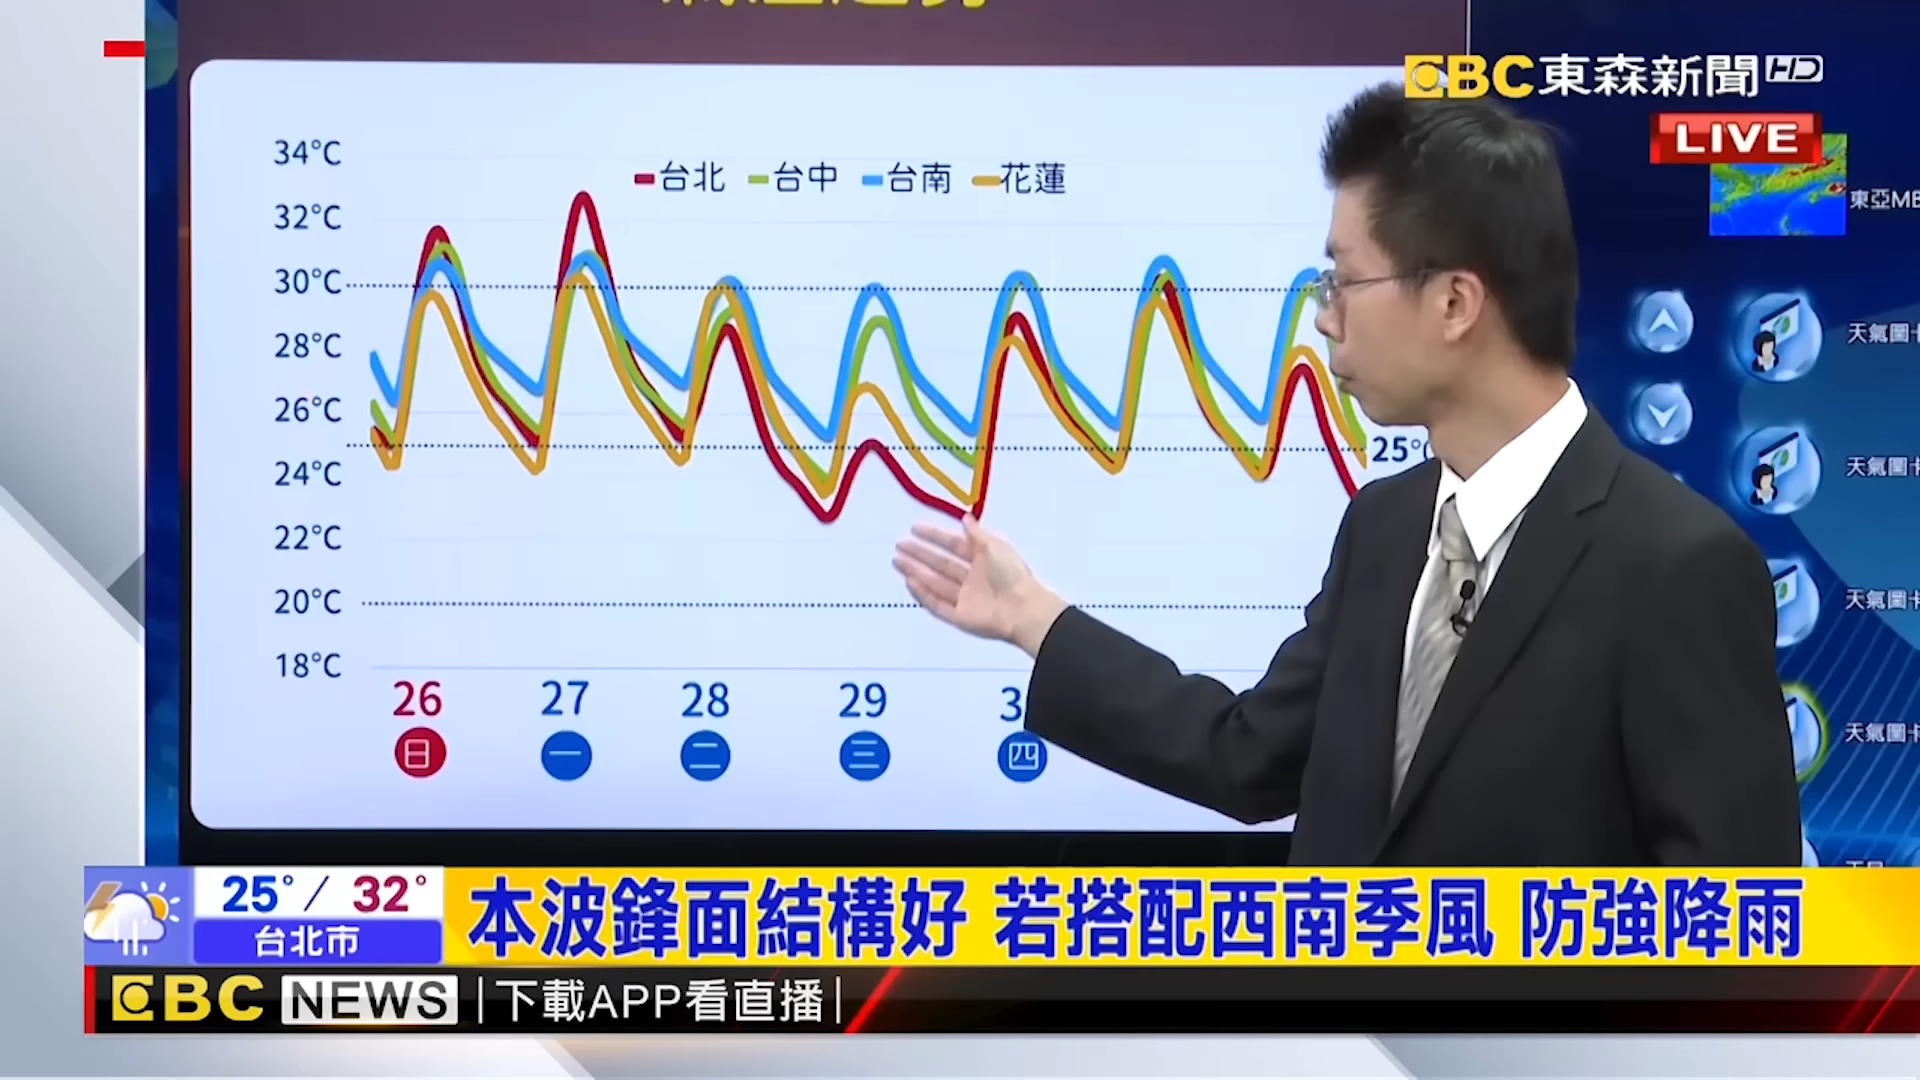 EBC東森新聞HD
LIVE
34°C
台北 台中 台南 花蓮
32°C
30°C
28°C
26°C
25°C
24°C
22°C
20°C
18°C
26 27 28 29 3
日 一 二 三 四
東亞
天氣圖卡
天氣圖卡
天氣圖卡
天氣圖卡
25°/ 32°
台北市
本波鋒面結構好 若搭配西南季風 防強降雨
EBC NEWS 下載APP看直播